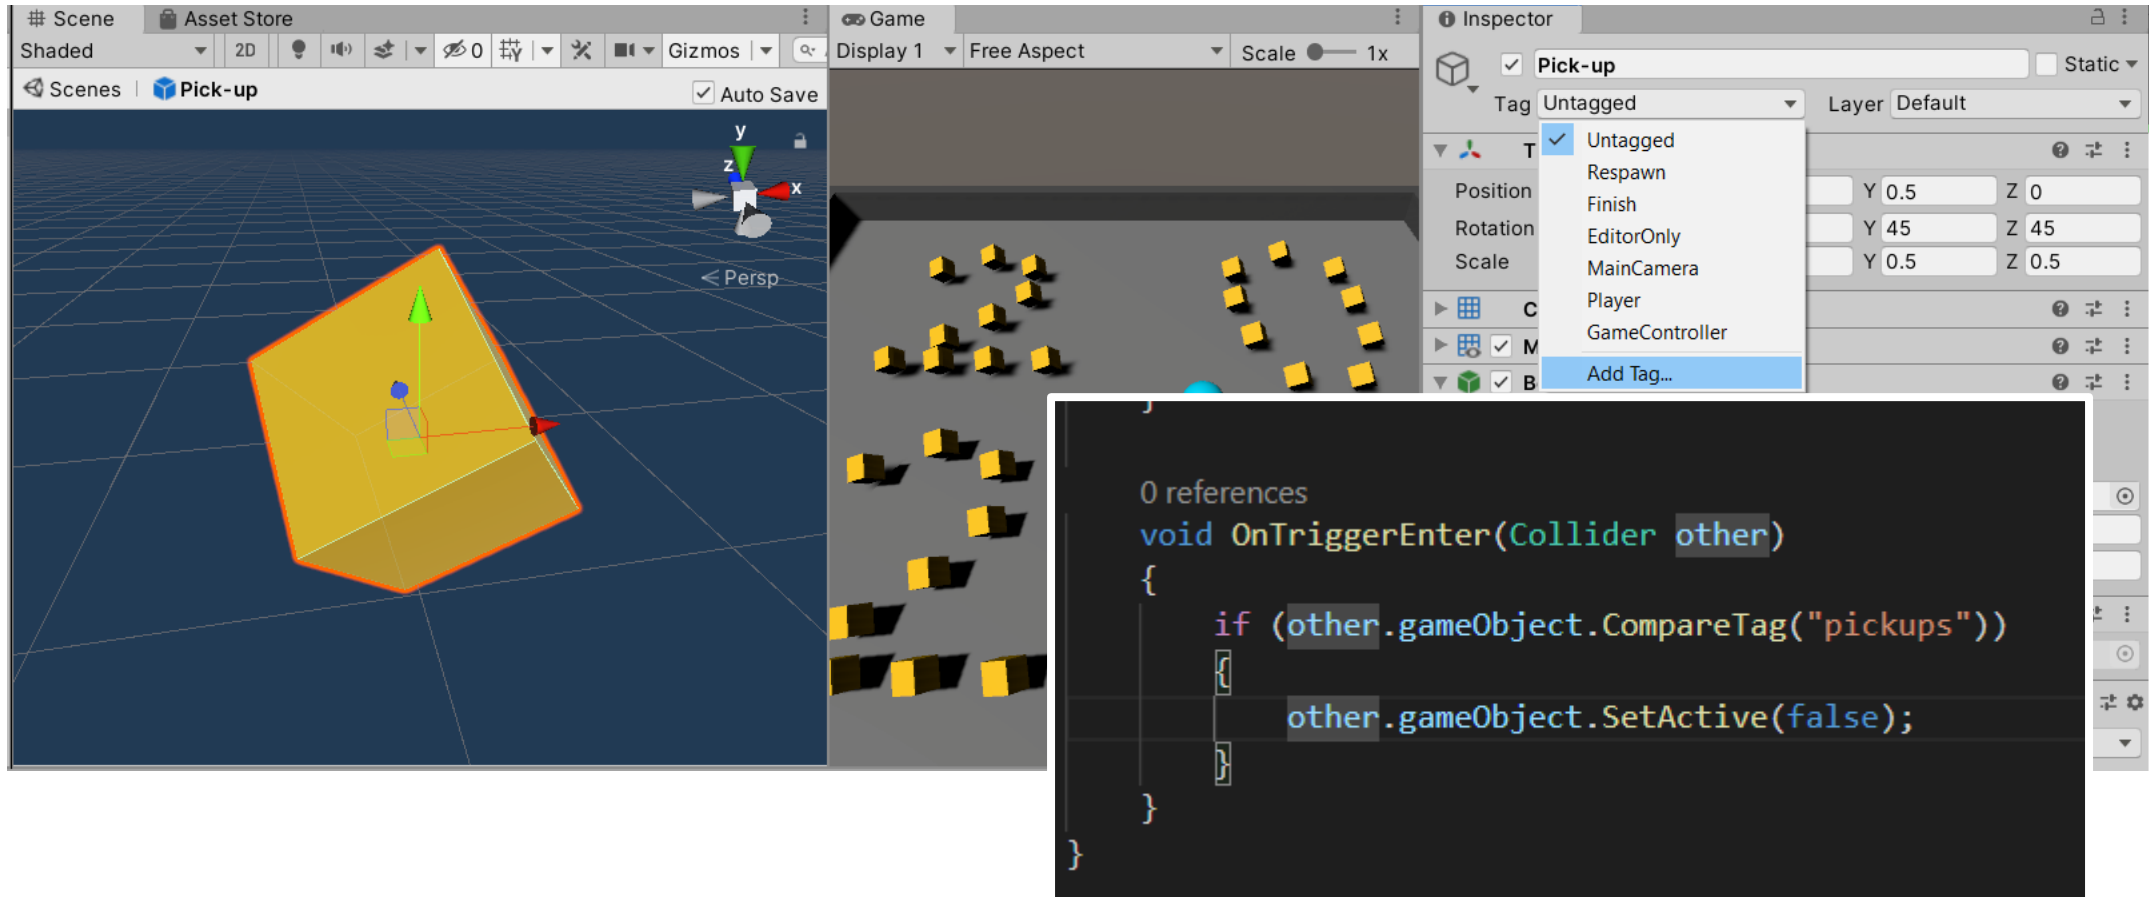 Scene
Asset Store
Shaded
2D
0
Gizmos
Scenes
Pick-up
Auto Save
y
z
x
Persp
Game
Display 1
Free Aspect
Scale
1x
Inspector
Pick-up
Static
Tag Untagged
Layer Default
T
Position
Y 0.5
Z 0
Rotation
Y 45
Z 45
Scale
Y 0.5
Z 0.5
C
M
B
Untagged
Respawn
Finish
EditorOnly
MainCamera
Player
GameController
Add Tag...
}
0 references
void OnTriggerEnter(Collider other)
{
if (other.gameObject.CompareTag("pickups"))
{
other.gameObject.SetActive(false);
}
}
}